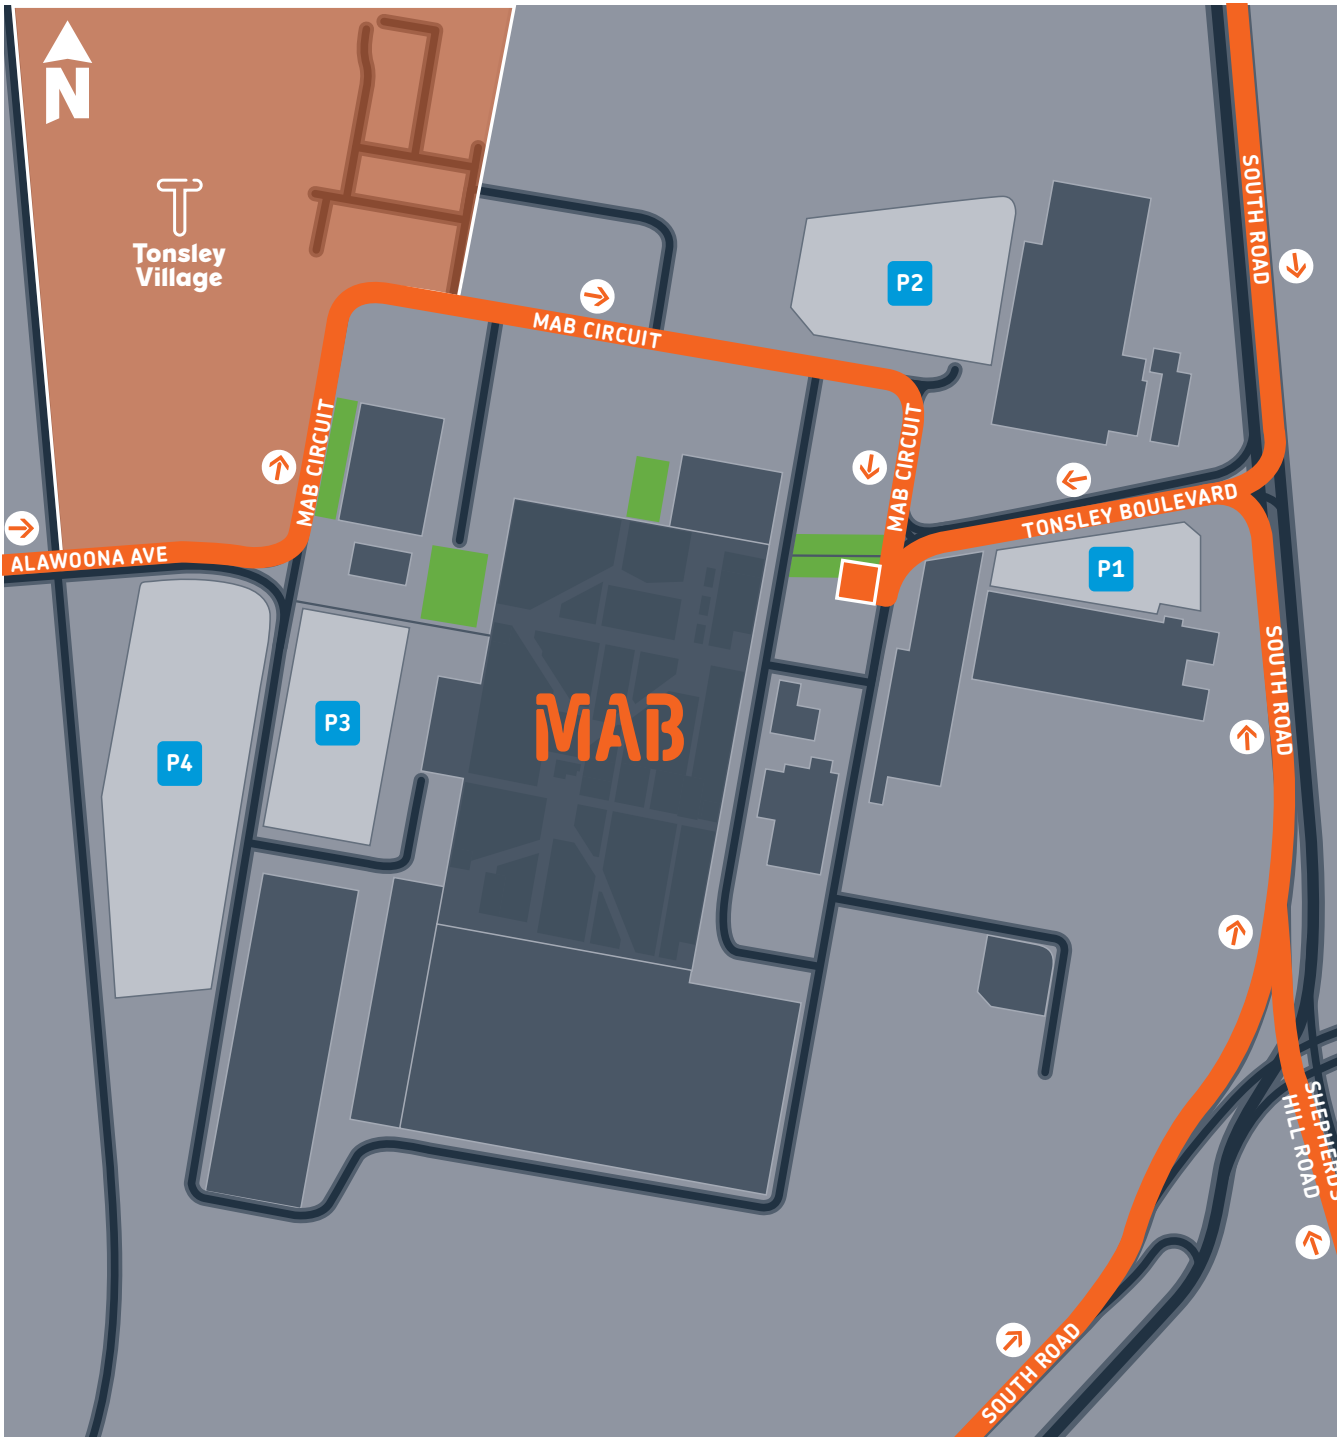 N
Tonsley
Village
SOUTH ROAD
P2
MAB CIRCUIT
MAB CIRCUIT
MAB CIRCUIT
TONSLEY BOULEVARD
ALAWOONA AVE
P1
SOUTH ROAD
P3
MAB
P4
SHEPHERDS
HILL ROAD
SOUTH ROAD